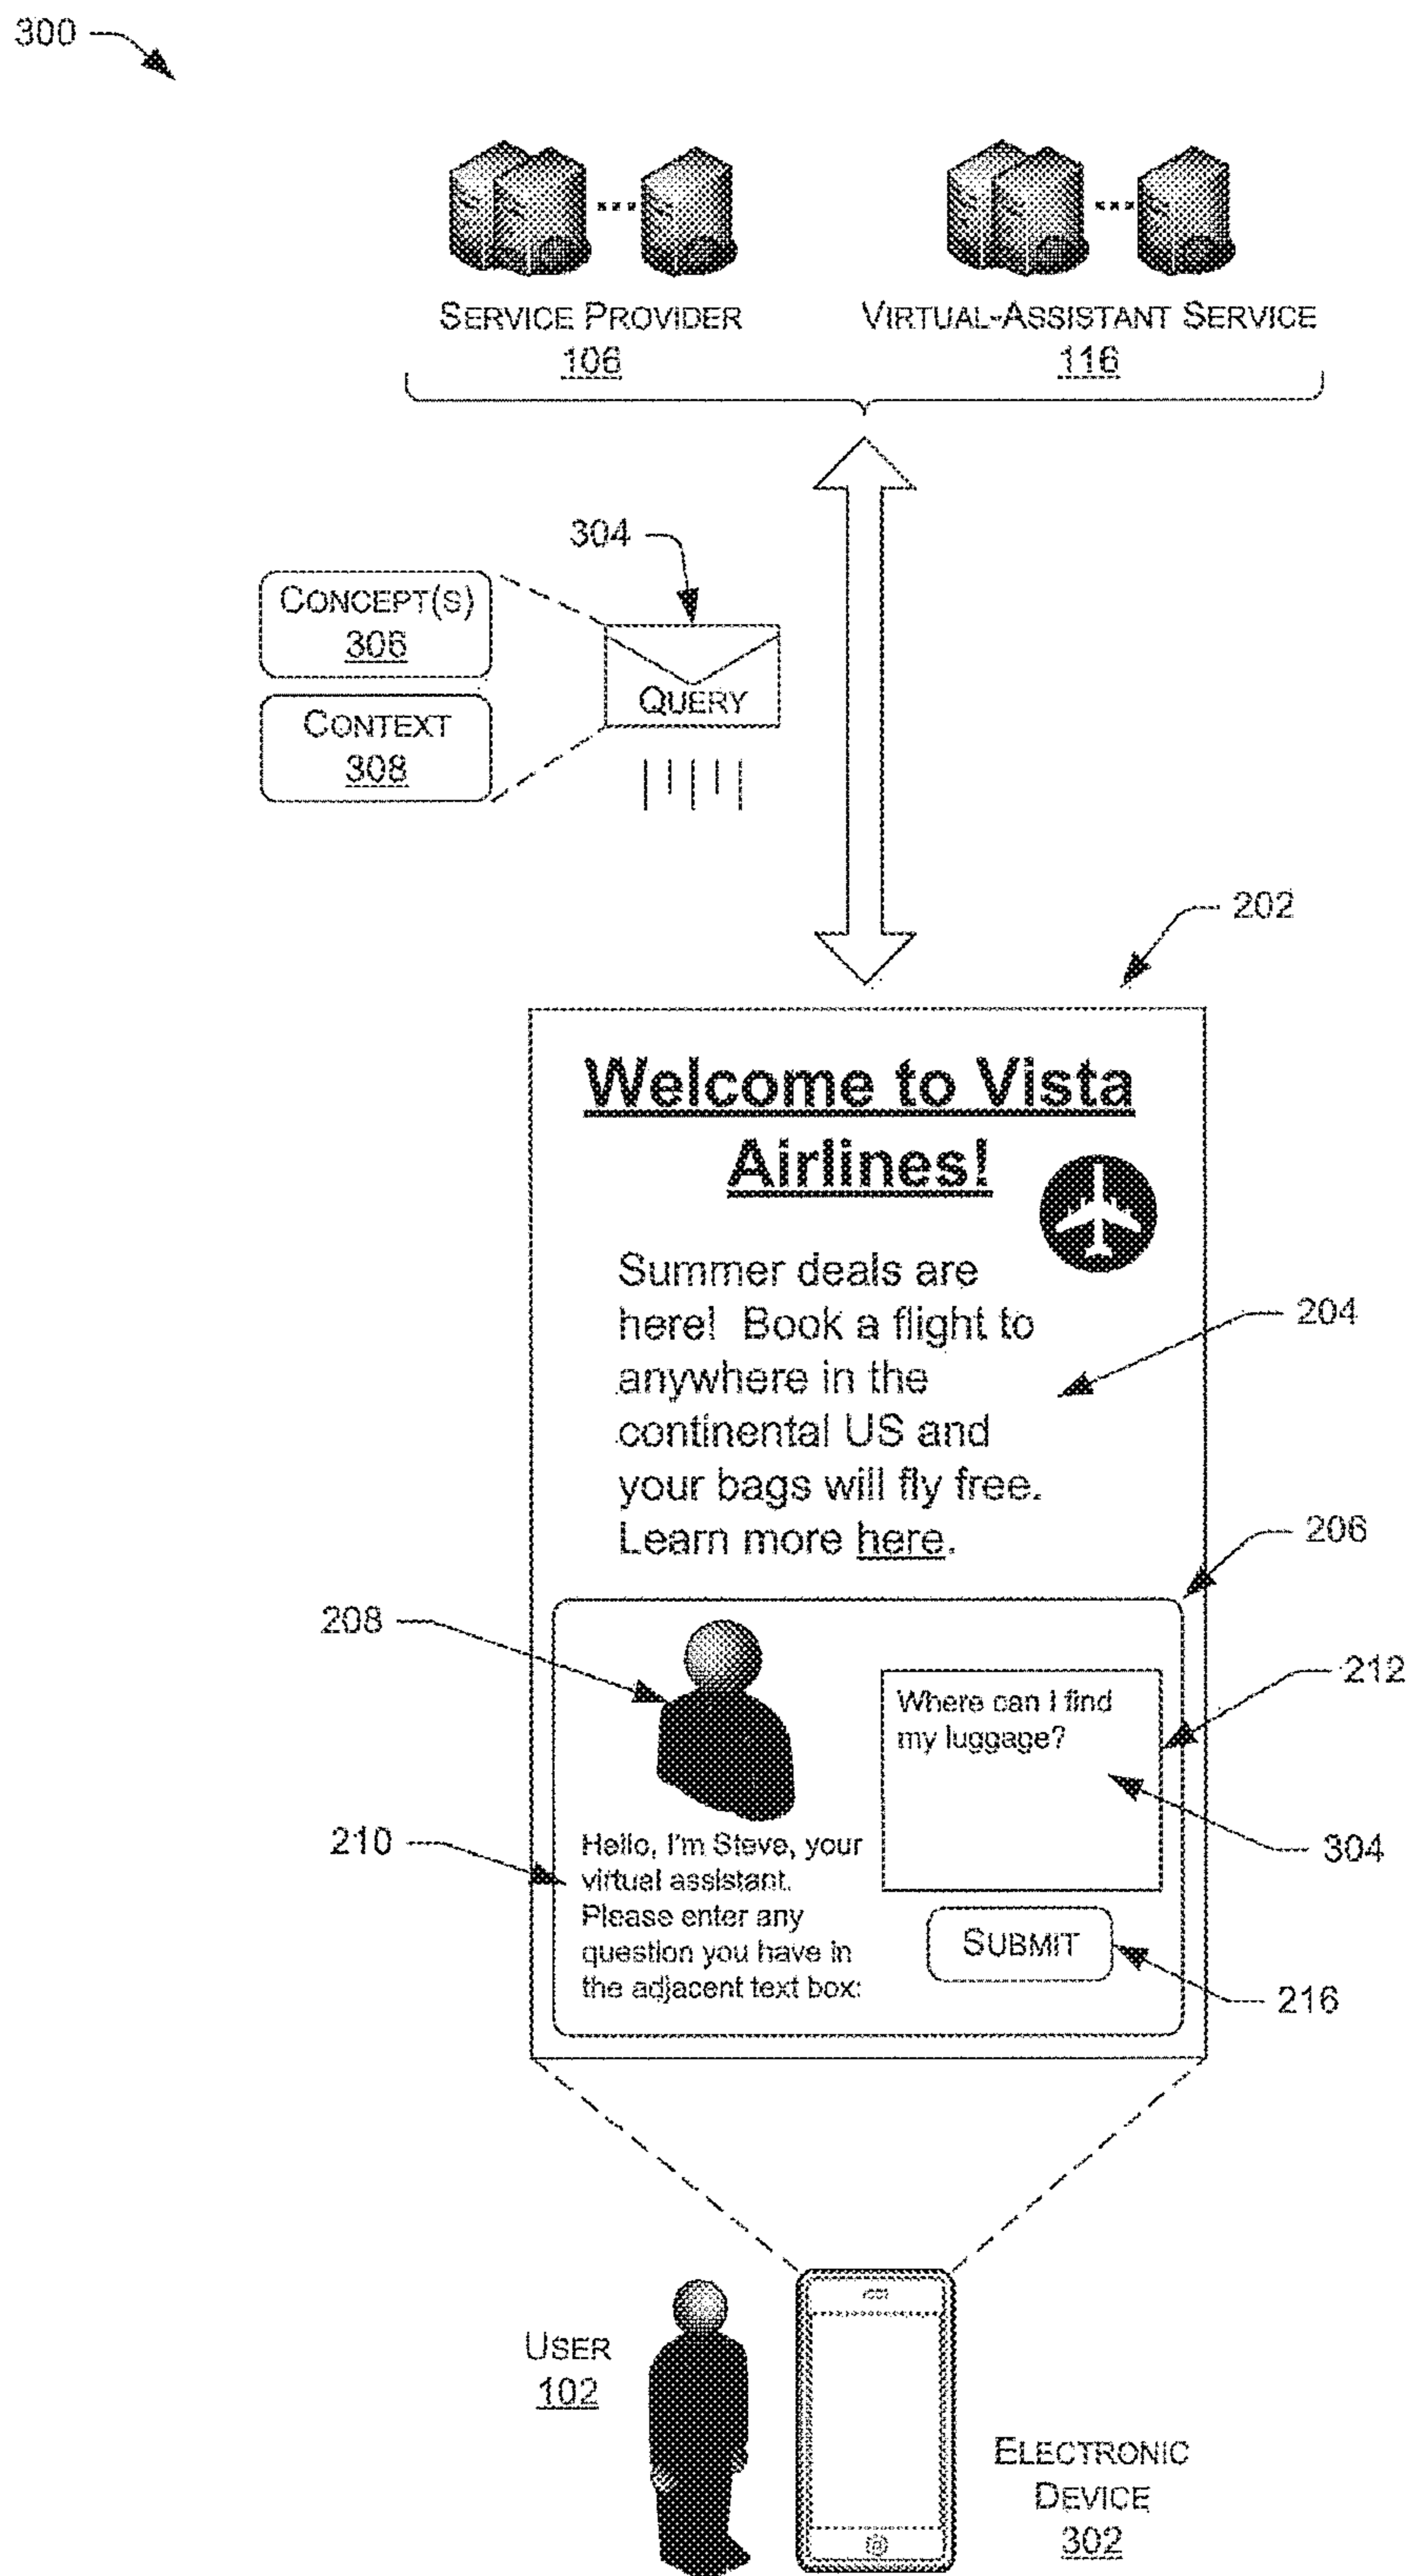 300
SERVICE PROVIDER
106
VIRTUAL-ASSISTANT SERVICE
116
304
CONCEPT(S)
306
CONTEXT
308
QUERY
202
Welcome to Vista
Airlines!
Summer deals are
here! Book a flight to
anywhere in the
continental US and
your bags will fly free.
Learn more here.
204
206
208
212
Where can I find
my luggage?
210
Hello, I'm Steve, your
virtual assistant.
Please enter any
question you have in
the adjacent text box:
304
SUBMIT
216
USER
102
ELECTRONIC
DEVICE
302